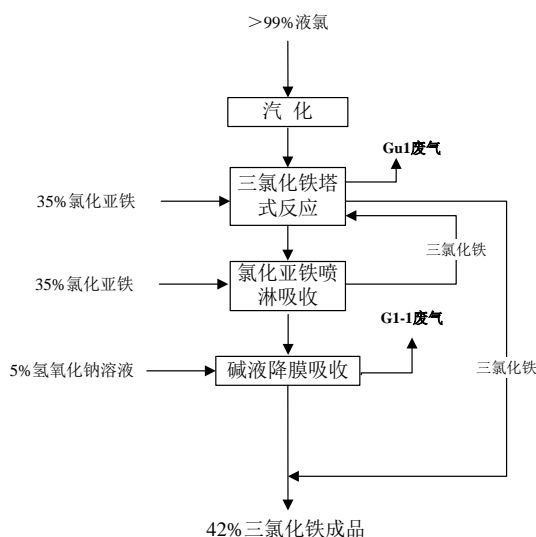 ＞99%液氯
汽 化
Gu1废气
三氯化铁塔
式反应
35%氯化亚铁
三氯化铁
氯化亚铁喷
淋吸收
35%氯化亚铁
G1-1废气
5%氢氧化钠溶液
碱液降膜吸收
三氯化铁
42%三氯化铁成品